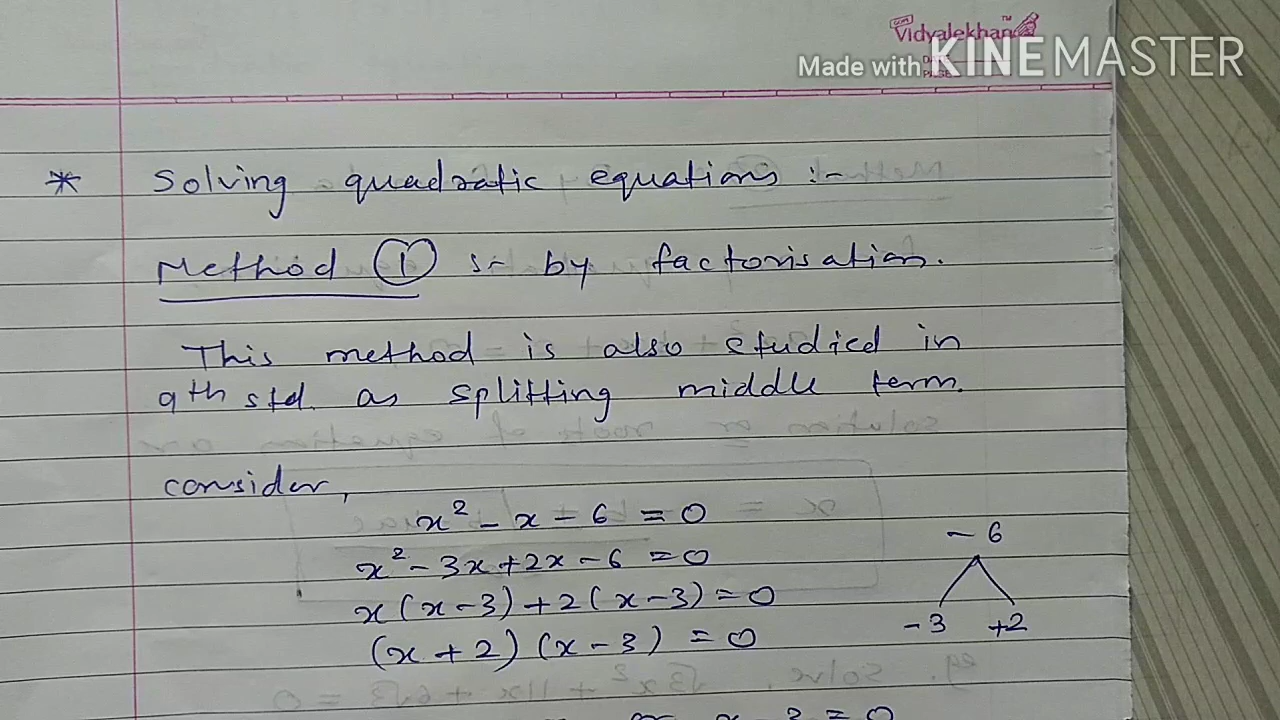 Vidyalekhan
Made with KINEMASTER
* Solving quadratic equations :-
Method ① :- by factorisation.
This method is also studied in
9th std. as splitting middle term.
consider,
x² - x - 6 = 0
x² - 3x + 2x - 6 = 0
x(x-3) + 2(x-3) = 0
(x + 2) (x - 3) = 0
- 6
-3 +2